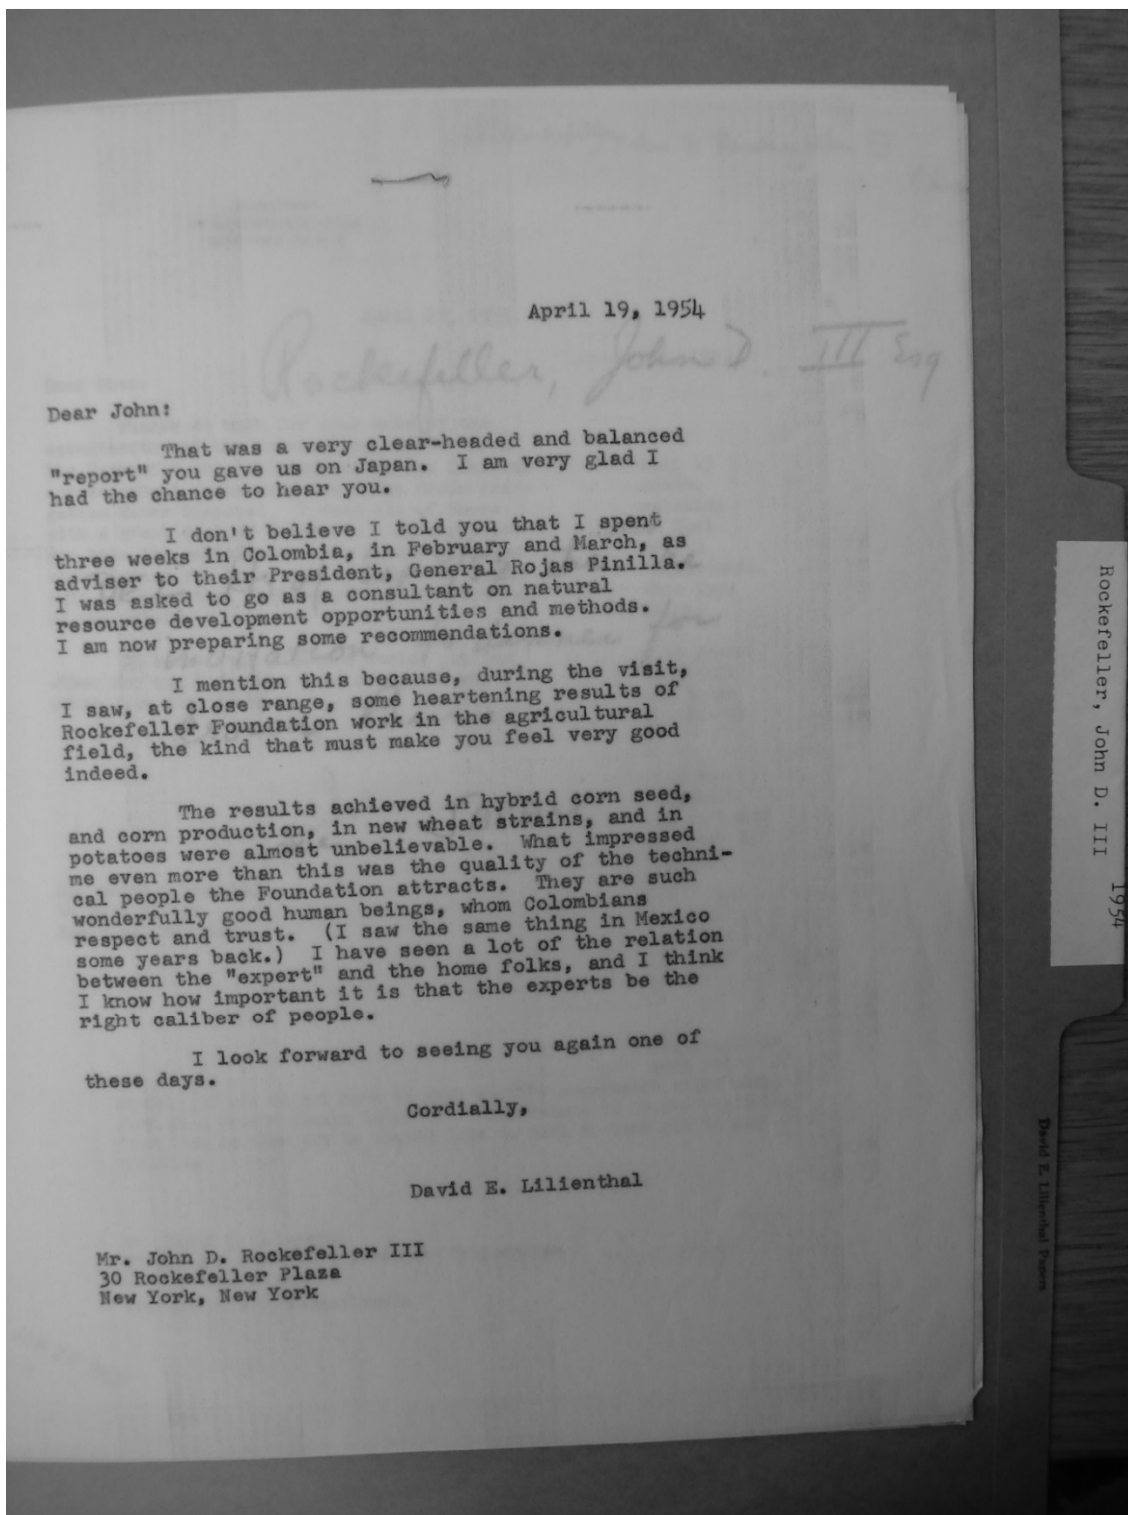 April 19, 1954
Rockefeller, John D. III Esq
Dear John:
That was a very clear-headed and balanced
"report" you gave us on Japan. I am very glad I
had the chance to hear you.
I don't believe I told you that I spent
three weeks in Colombia, in February and March, as
adviser to their President, General Rojas Pinilla.
I was asked to go as a consultant on natural
resource development opportunities and methods.
I am now preparing some recommendations.
I mention this because, during the visit,
I saw, at close range, some heartening results of
Rockefeller Foundation work in the agricultural
field, the kind that must make you feel very good
indeed.
The results achieved in hybrid corn seed,
and corn production, in new wheat strains, and in
potatoes were almost unbelievable. What impressed
me even more than this was the quality of the techni-
cal people the Foundation attracts. They are such
wonderfully good human beings, whom Colombians
respect and trust. (I saw the same thing in Mexico
some years back.) I have seen a lot of the relation
between the "expert" and the home folks, and I think
I know how important it is that the experts be the
right caliber of people.
I look forward to seeing you again one of
these days.
Cordially,
David E. Lilienthal
Mr. John D. Rockefeller III
30 Rockefeller Plaza
New York, New York
Rockefeller, John D. III
1954
David E. Lilienthal Papers